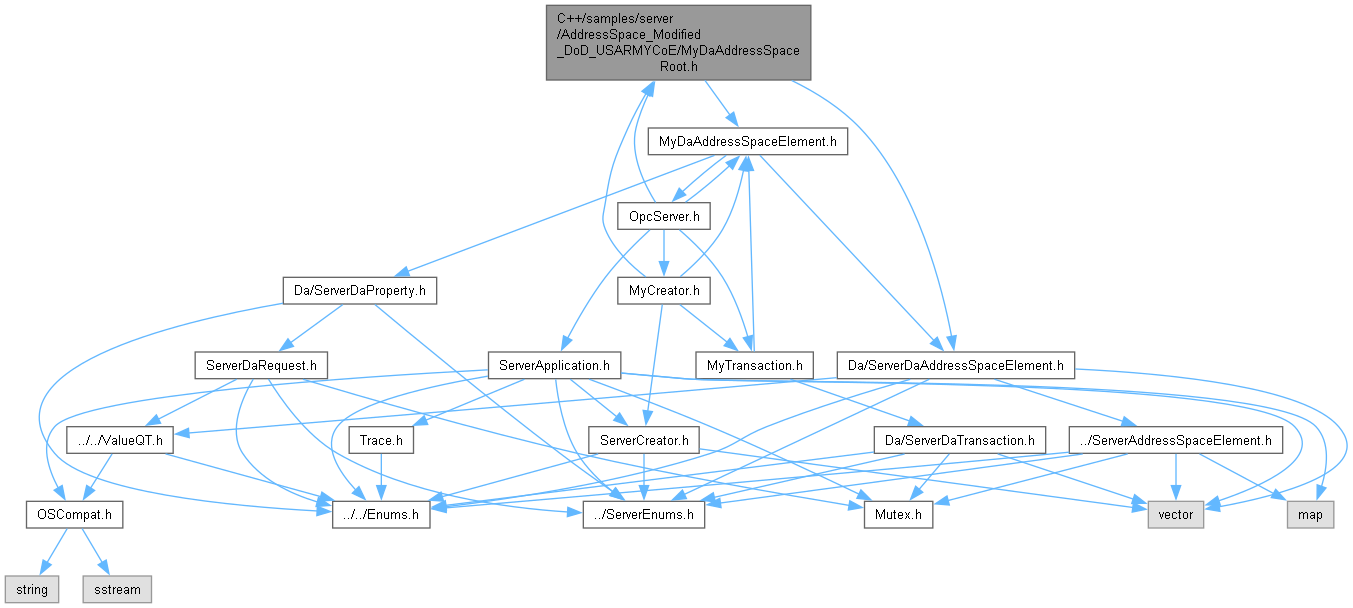 C++/samples/server
/AddressSpace_Modified
_DoD_USARMYCoE/MyDaAddressSpace
Root.h
MyDaAddressSpaceElement.h
OpcServer.h
Da/ServerDaProperty.h
MyCreator.h
ServerDaRequest.h
ServerApplication.h
MyTransaction.h
Da/ServerDaAddressSpaceElement.h
../../ValueQT.h
Trace.h
ServerCreator.h
Da/ServerDaTransaction.h
../ServerAddressSpaceElement.h
OSCompat.h
../../Enums.h
../ServerEnums.h
Mutex.h
vector
map
string
sstream